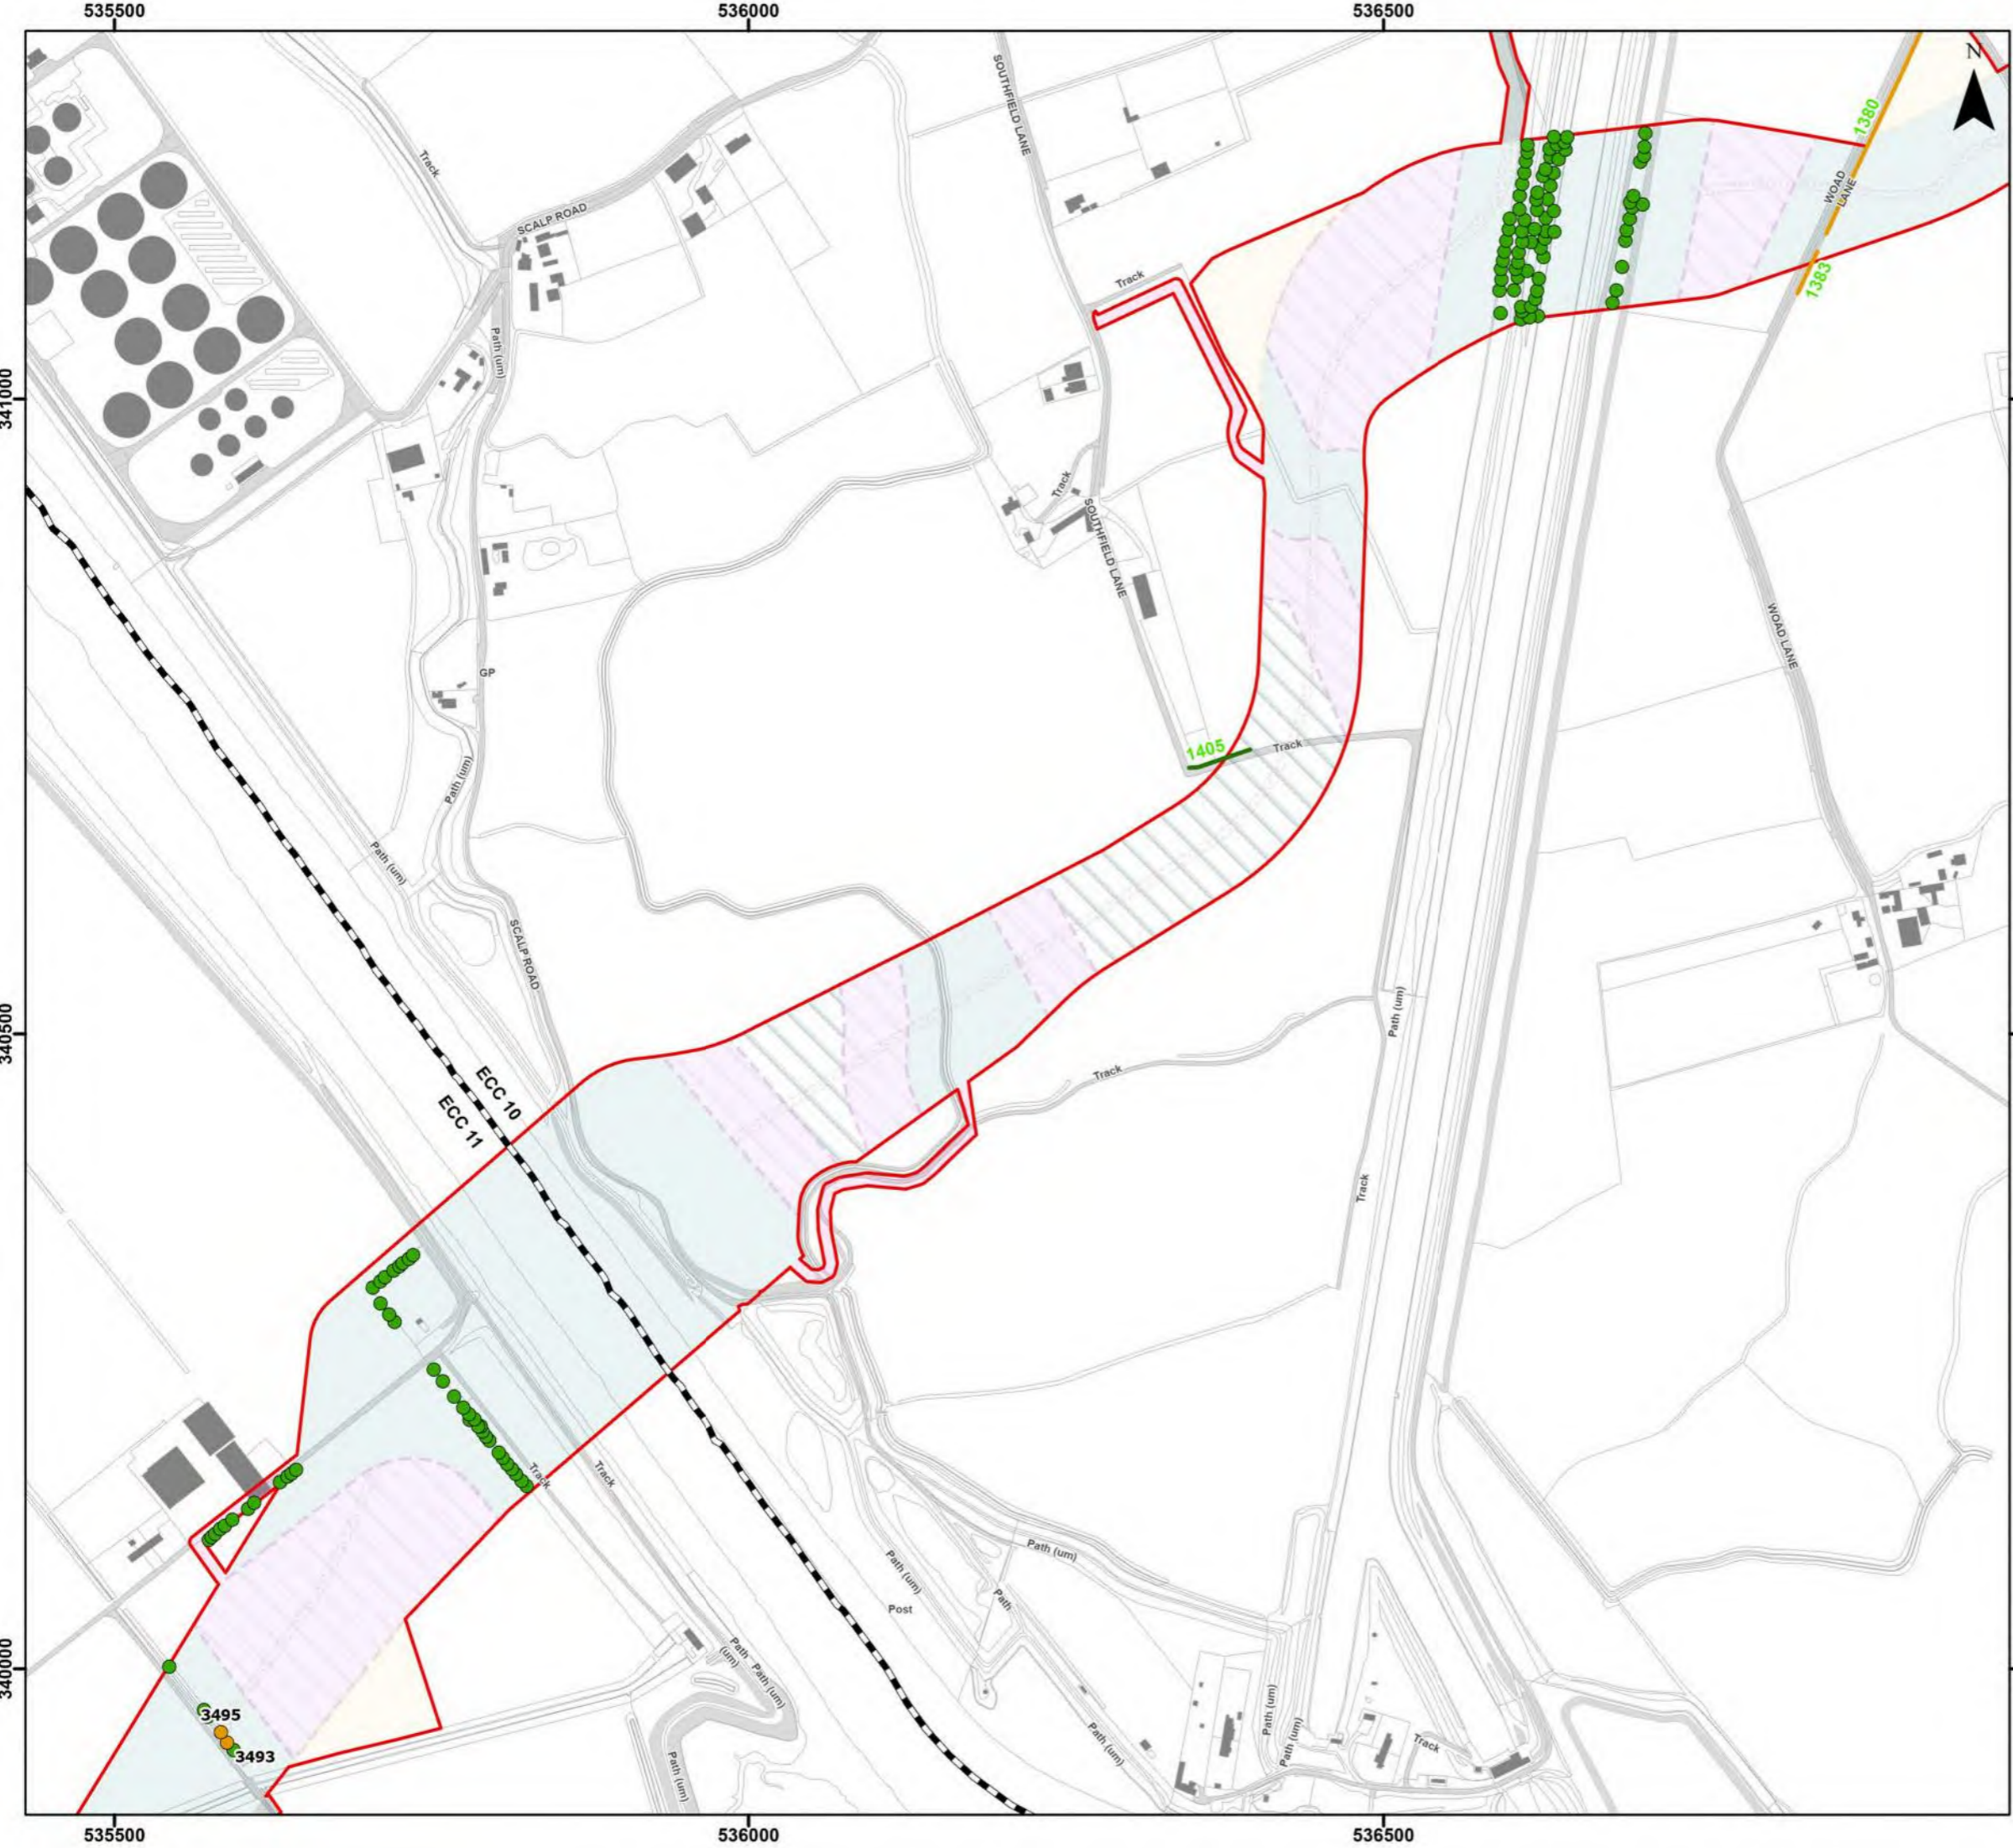 535500
536000
536500
N
SOUTHFIELD LANE
1380
Track
WOAD
LANE
SCALP ROAD
Track
1383
Path (um)
341000
341000
Track
SOUTHFIELD LANE
WOAD LANE
GP
1405
Track
Path (um)
Path (um)
SCALP ROAD
Path (um)
340500
ECC 10
ECC 11
Track
Track
Track
Track
Path (um)
Path (um)
Path
Post
Path
(um)
Path (um)
340000
3495
3493
Path (um)
Path (um)
Path (um)
Path (um)
Track
535500
536000
536500